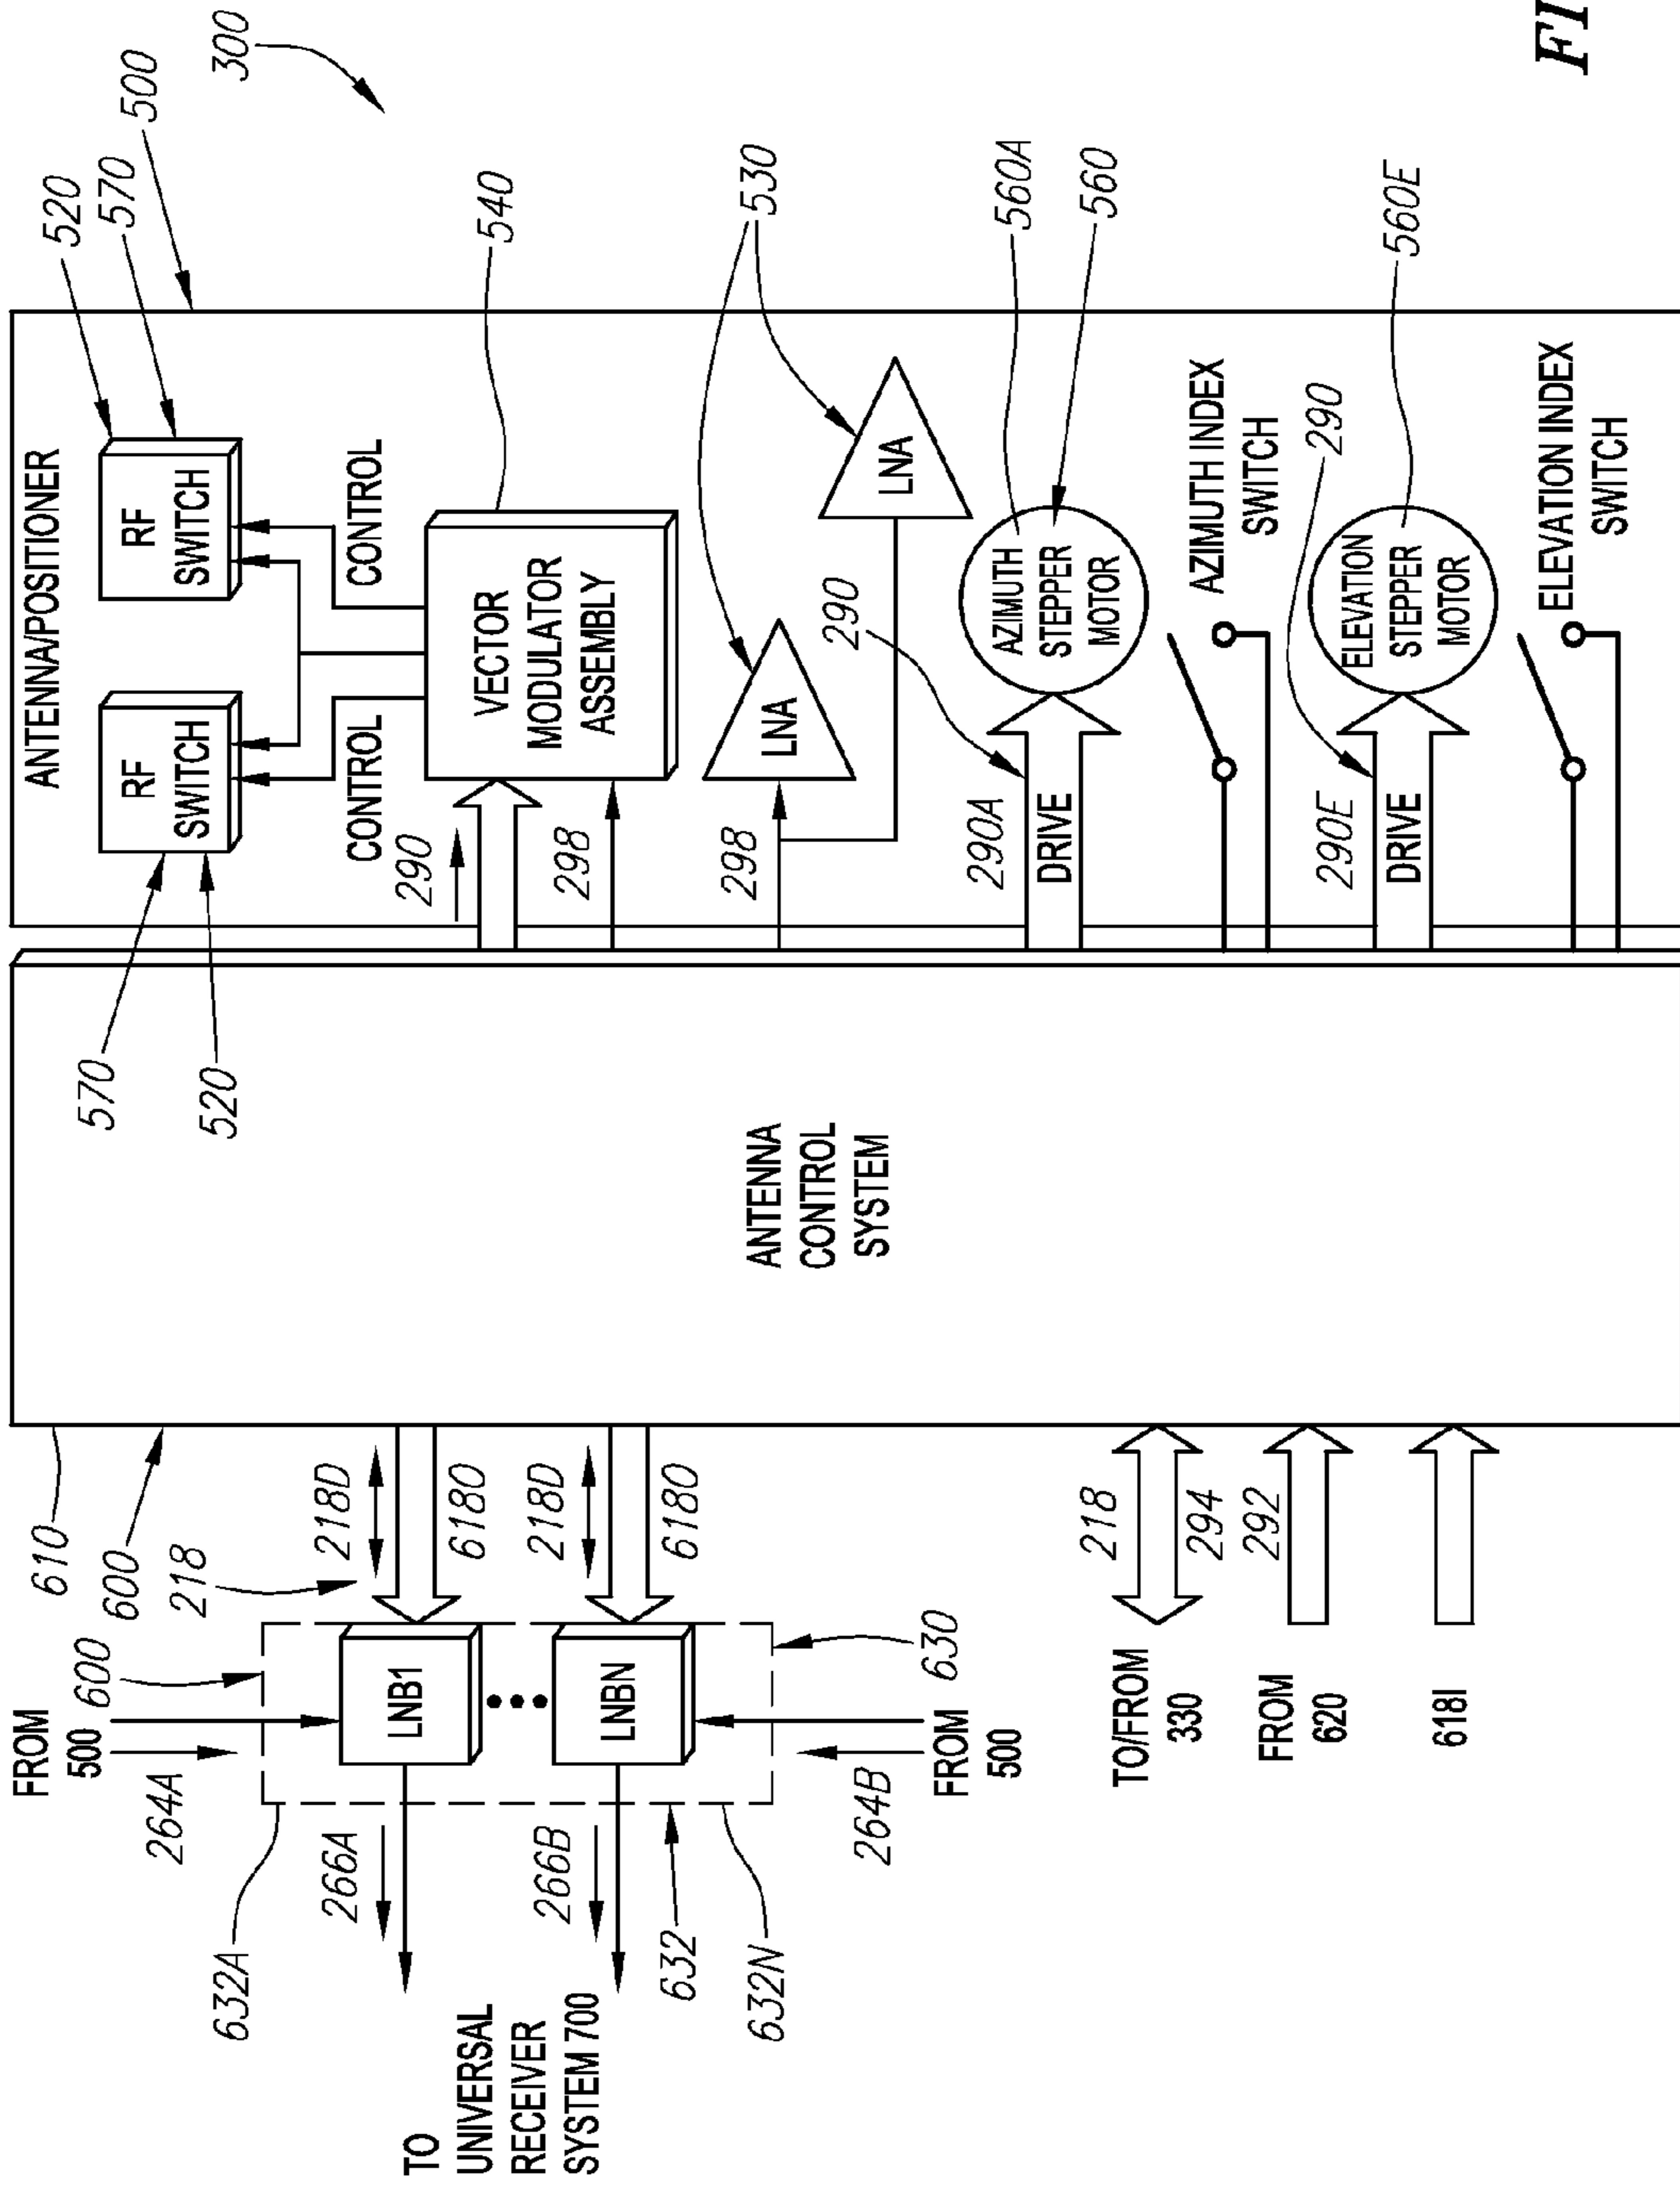 FROM
500
264A
600
632A
266A
LNB1
218D
618O
218
610
600
TO
UNIVERSAL
RECEIVER
SYSTEM 700
266B
LNBN
218D
618O
632
632N
630
264B
FROM
500
TO/FROM
330
218
294
FROM
620
292
618I
ANTENNA
CONTROL
SYSTEM
ANTENNA/POSITIONER
570
520
RF
SWITCH
RF
SWITCH
520
570
500
300
CONTROL
CONTROL
290
298
VECTOR
MODULATOR
ASSEMBLY
540
298
LNA
LNA
530
290
290A
DRIVE
AZIMUTH
STEPPER
MOTOR
560A
560
AZIMUTH INDEX
SWITCH
290
290E
DRIVE
ELEVATION
STEPPER
MOTOR
560E
ELEVATION INDEX
SWITCH
FI